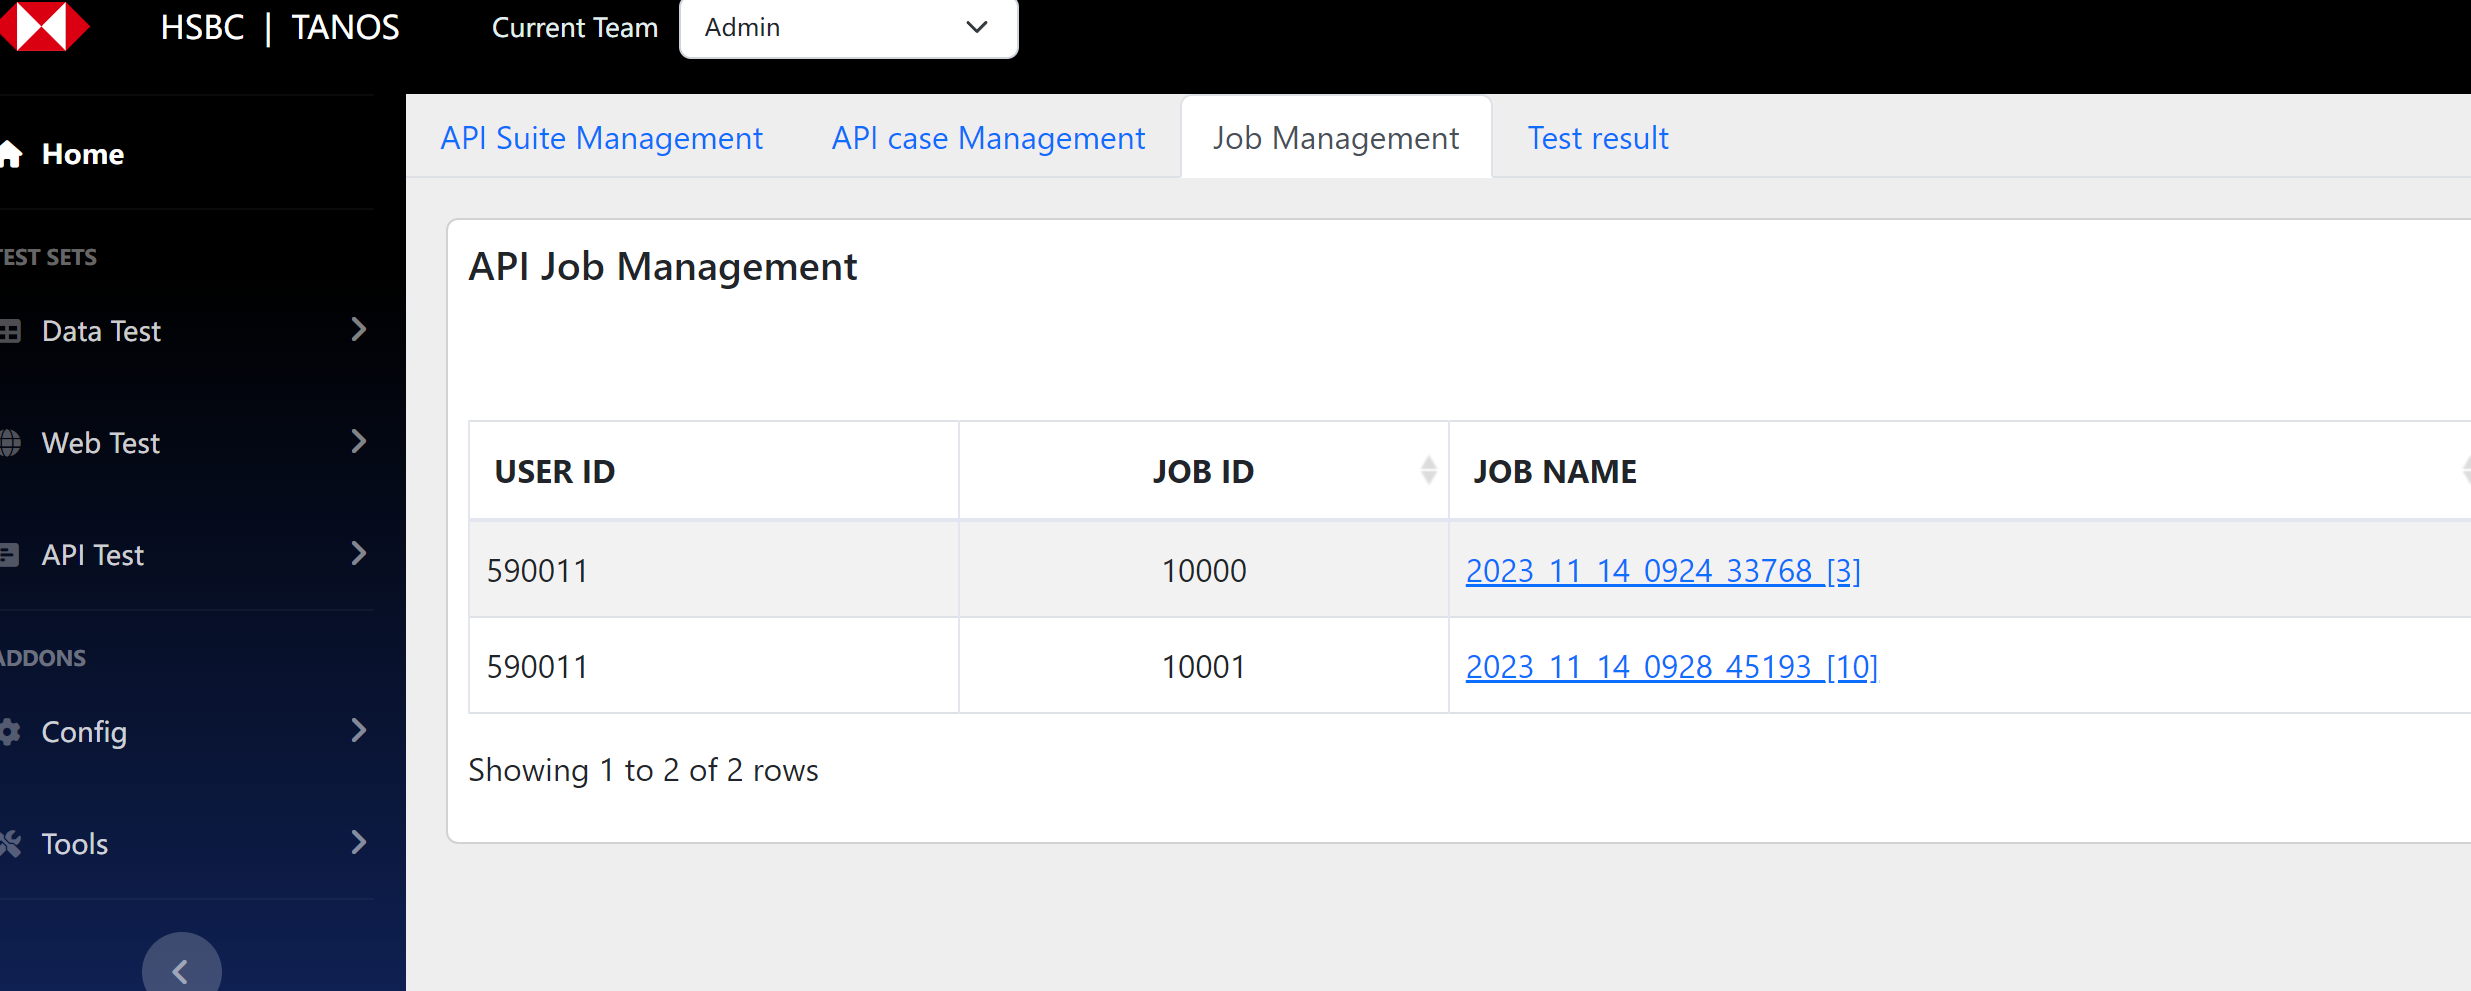 HSBC | TANOS
Current Team
Admin
Home
TEST SETS
Data Test
Web Test
API Test
ADDONS
Config
Tools
API Suite Management
API case Management
Job Management
Test result
API Job Management
USER ID JOB ID JOB NAME
590011 10000 2023_11_14_0924_33768_[3]
590011 10001 2023_11_14_0928_45193_[10]
Showing 1 to 2 of 2 rows